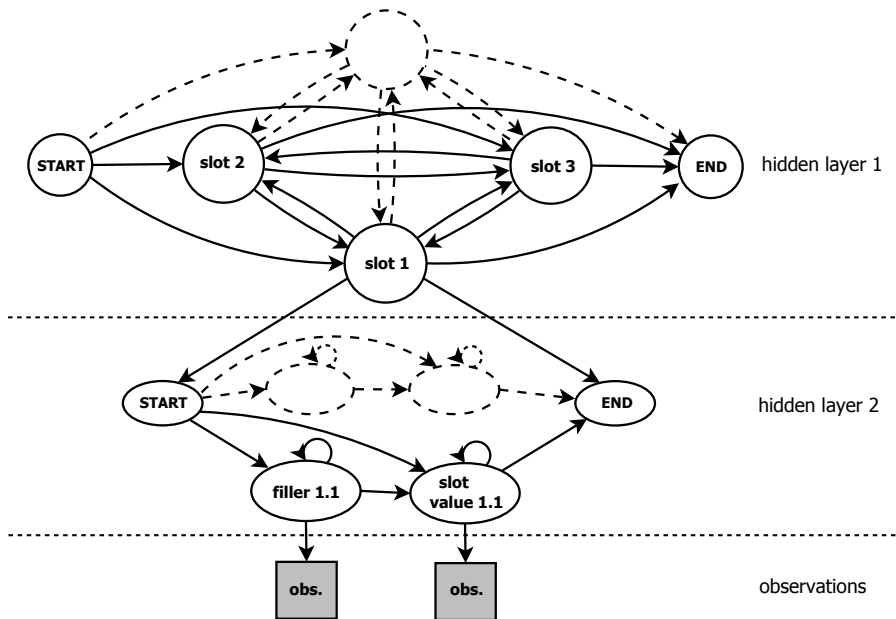 START
slot 2
slot 3
END
hidden layer 1
slot 1
START
END
hidden layer 2
filler 1.1
slot
value 1.1
obs.
obs.
observations